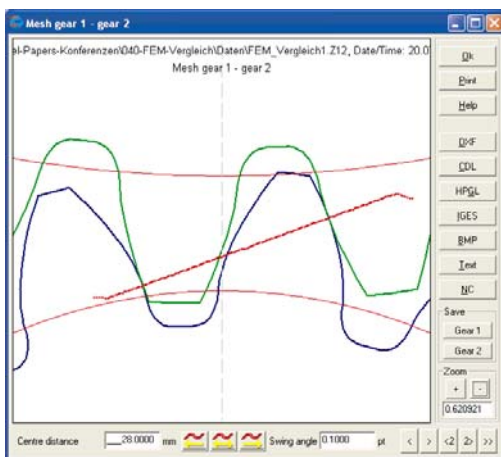 Mesh gear 1 - gear 2
el-Papers-Konferenzen\040-FEM-Vergleich\Daten\FEM_Vergleich1.Z12, Date/Time: 20.0
Mesh gear 1 - gear 2
Ok
Print
Help
DXF
CDL
HPGL
IGES
BMP
Text
NC
Save
Gear 1
Gear 2
Zoom
+ -
0.620921
Centre distance 28.0000 mm Swing angle 0.1000 pt < > <2 2> >>